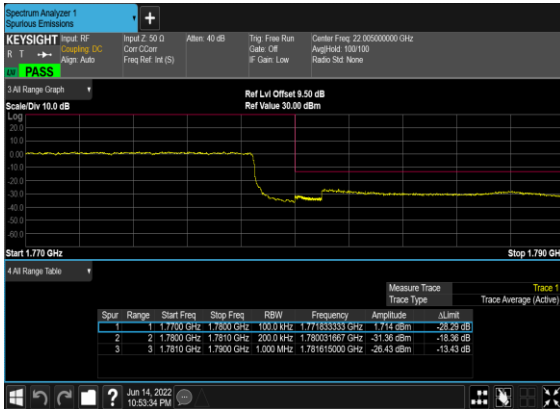 Spectrum Analyzer 1
Spurious Emissions
+
KEYSIGHT Input: RF Input Z: 50 Ω Atten: 40 dB Trig: Free Run Center Freq: 22.005000000 GHz
R T Coupling: DC Corr CCorr Gate: Off Avg|Hold: 100/100
Align: Auto Freq Ref: Int (S) IF Gain: Low Radio Std: None
LXI PASS
3 All Range Graph
Ref Lvl Offset 9.50 dB
Scale/Div 10.0 dB Ref Value 30.00 dBm
Log
20.0
10.0
0.00
-10.0
-20.0
-30.0
-40.0
-50.0
-60.0
Start 1.770 GHz Stop 1.790 GH
4 All Range Table
Measure Trace Trace 1
Trace Type Trace Average (Active)
Spur Range Start Freq Stop Freq RBW Frequency Amplitude ΔLimit
1 1 1.7700 GHz 1.7800 GHz 100.0 kHz 1.771833333 GHz 1.714 dBm -28.29 dB
2 2 1.7800 GHz 1.7810 GHz 200.0 kHz 1.780031667 GHz -31.36 dBm -18.36 dB
3 3 1.7810 GHz 1.7900 GHz 1.000 MHz 1.781615000 GHz -26.43 dBm -13.43 dB
? Jun 14, 2022
10:53:34 PM